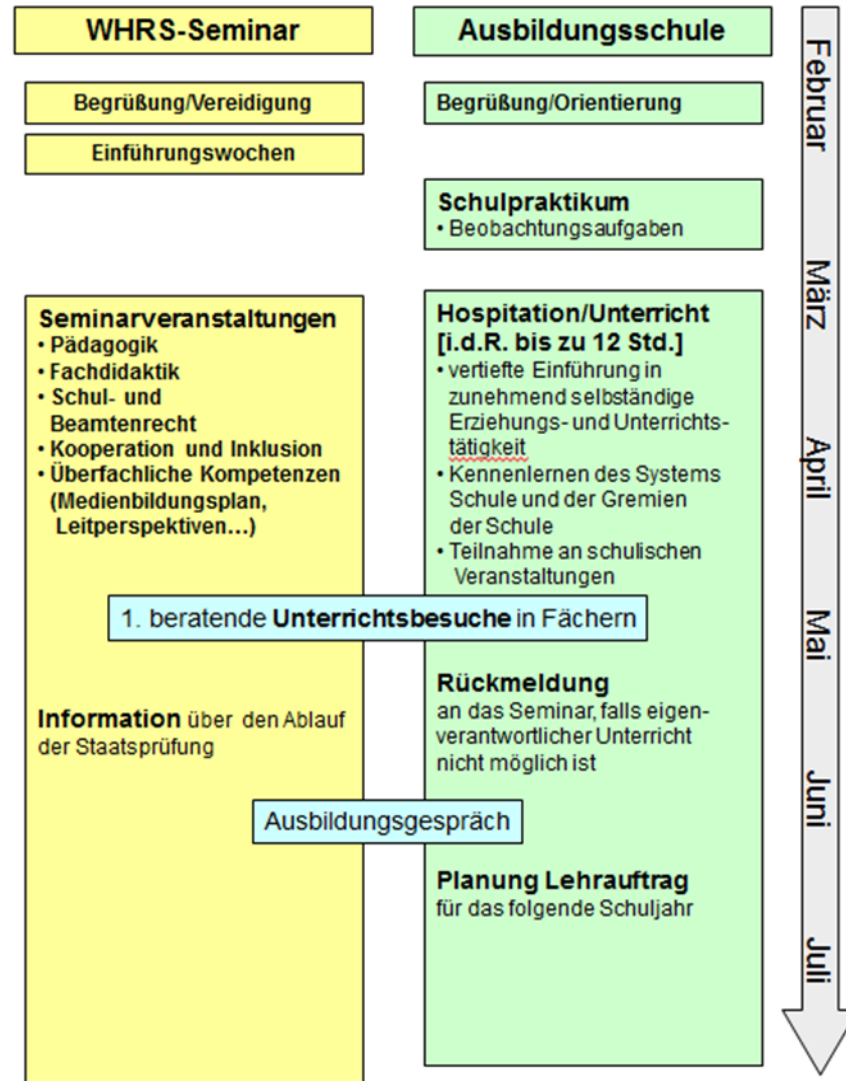 WHRS-Seminar
Begrüßung/Vereidigung
Einführungswochen
Seminarveranstaltungen
• Pädagogik
• Fachdidaktik
• Schul- und
Beamtenrecht
• Kooperation und Inklusion
• Überfachliche Kompetenzen
(Medienbildungsplan,
Leitperspektiven...)
Information über den Ablauf
der Staatsprüfung
Ausbildungsschule
Begrüßung/Orientierung
Schulpraktikum
• Beobachtungsaufgaben
Hospitation/Unterricht
[i.d.R. bis zu 12 Std.]
• vertiefte Einführung in
zunehmend selbständige
Erziehungs- und Unterrichts-
tätigkeit
• Kennenlernen des Systems
Schule und der Gremien
der Schule
• Teilnahme an schulischen
Veranstaltungen
1. beratende Unterrichtsbesuche in Fächern
Rückmeldung
an das Seminar, falls eigen-
verantwortlicher Unterricht
nicht möglich ist
Ausbildungsgespräch
Planung Lehrauftrag
für das folgende Schuljahr
Februar
März
April
Mai
Juni
Juli